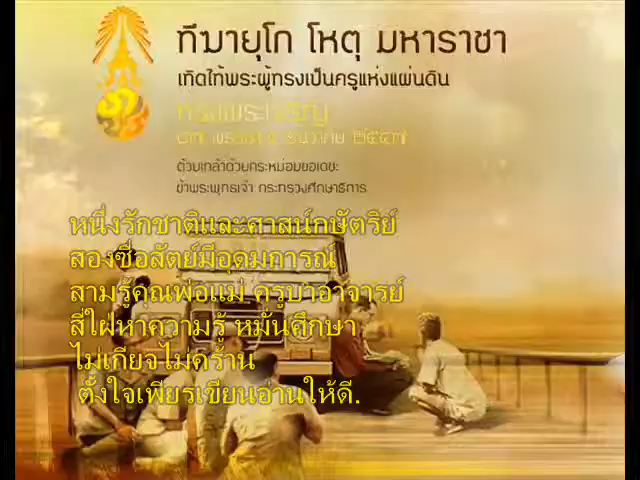 ทีฆายุโก โหตุ มหาราชา
เทิดไท้พระผู้ทรงเป็นครูแห่งแผ่นดิน
ทรงพระเจริญ
ด้วยเกล้าด้วยกระหม่อมขอเดชะ
ข้าพระพุทธเจ้า กระทรวงศึกษาธิการ
หนึ่งรักชาติและศาสน์กษัตริย์
สองซื่อสัตย์มีอุดมการณ์
สามรู้คุณพ่อแม่ ครูบาอาจารย์
สี่ใฝ่หาความรู้ หมั่นศึกษา
ไม่เกียจไม่คร้าน
ตั้งใจเพียรเขียนอ่านให้ดี.